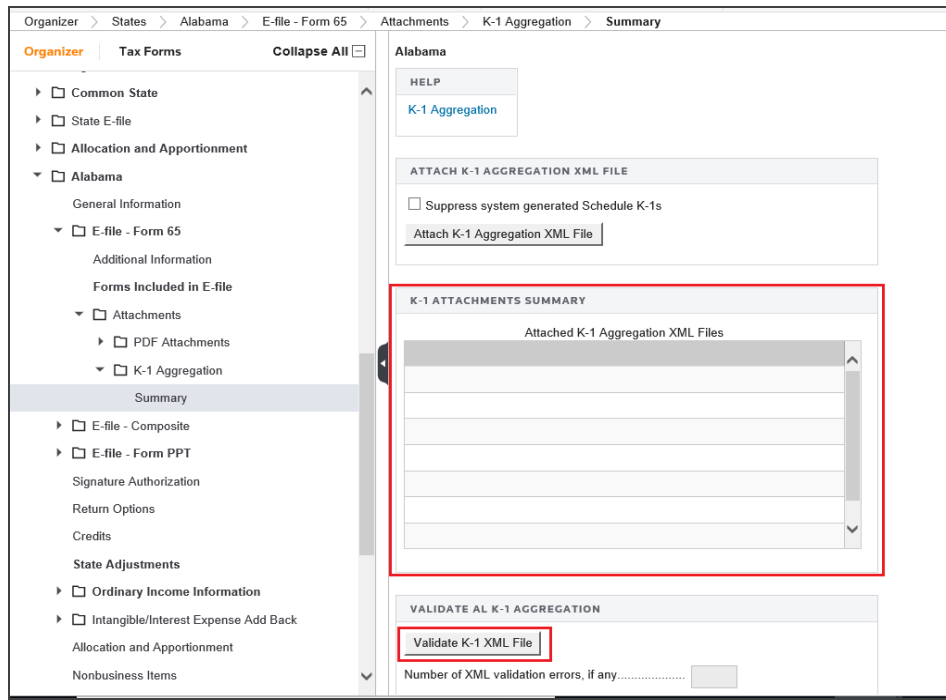 Organizer > States > Alabama > E-file - Form 65 > Attachments > K-1 Aggregation > Summary
Organizer Tax Forms Collapse All
Common State
State E-file
Allocation and Apportionment
Alabama
General Information
E-file - Form 65
Additional Information
Forms Included in E-file
Attachments
PDF Attachments
K-1 Aggregation
Summary
E-file - Composite
E-file - Form PPT
Signature Authorization
Return Options
Credits
State Adjustments
Ordinary Income Information
Intangible/Interest Expense Add Back
Allocation and Apportionment
Nonbusiness Items
Alabama
HELP
K-1 Aggregation
ATTACH K-1 AGGREGATION XML FILE
Suppress system generated Schedule K-1s
Attach K-1 Aggregation XML File
K-1 ATTACHMENTS SUMMARY
Attached K-1 Aggregation XML Files
VALIDATE AL K-1 AGGREGATION
Validate K-1 XML File
Number of XML validation errors, if any....................